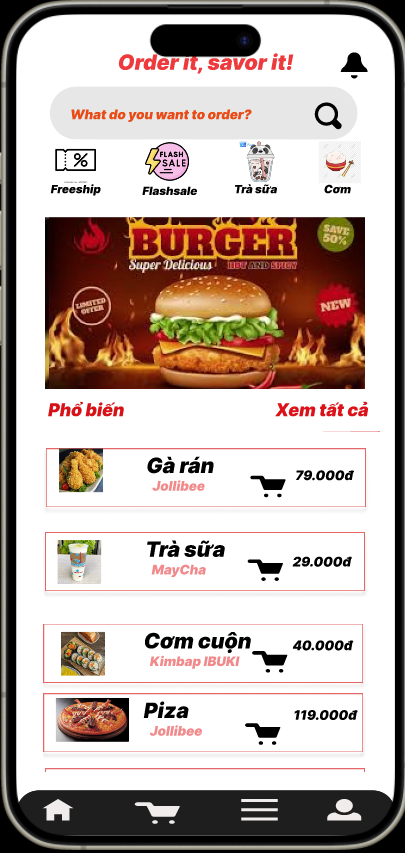 Order it, savor it!
What do you want to order?
%
FLASH
SALE
Freeship
Flashsale
Trà sữa
Cơm
BURGER
SAVE
50%
Super Delicious
HOT AND SPICY
LIMITED
OFFER
NEW
Phổ biến
Xem tất cả
Gà rán
Jollibee
79.000đ
Trà sữa
MayCha
29.000đ
Cơm cuộn
Kimbap IBUKI
40.000đ
Piza
Jollibee
119.000đ